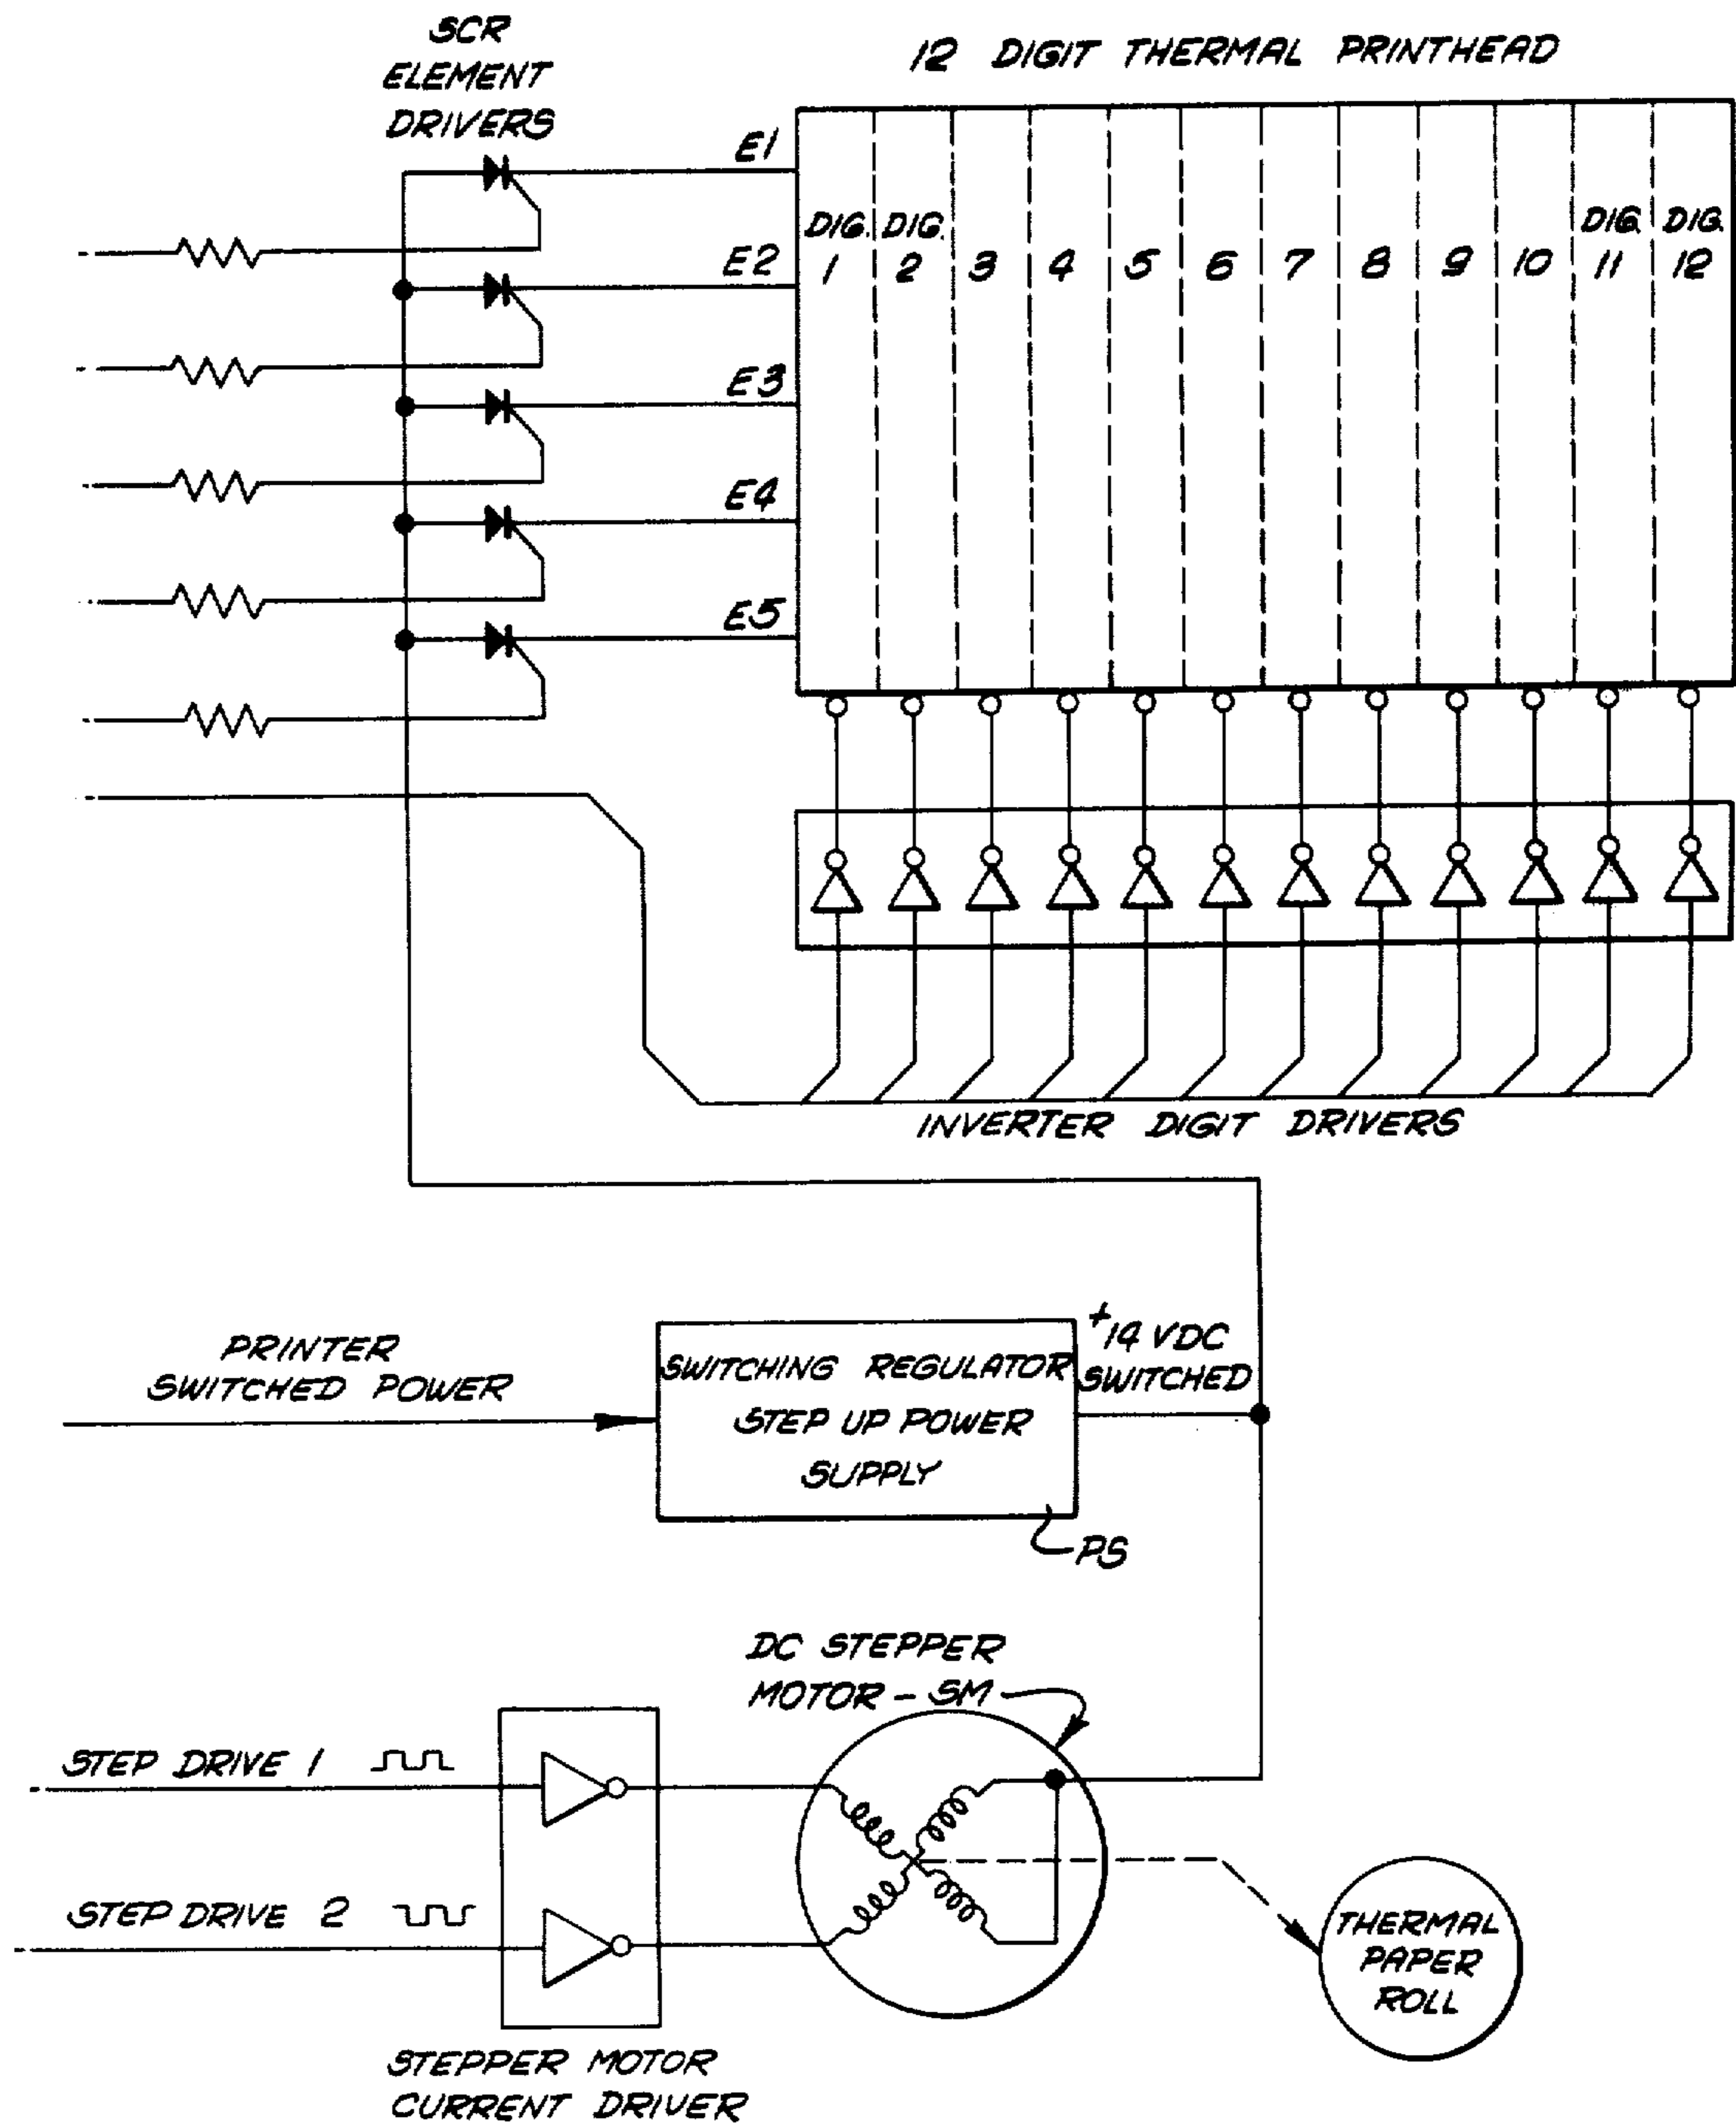 SCR
ELEMENT
DRIVERS
12 DIGIT THERMAL PRINTHEAD
E1
E2
E3
E4
E5
DIG. 1
DIG. 2
3
4
5
6
7
8
9
10
DIG. 11
DIG. 12
INVERTER DIGIT DRIVERS
PRINTER
SWITCHED POWER
SWITCHING REGULATOR
STEP UP POWER
SUPPLY
+14 VDC
SWITCHED
PS
DC STEPPER
MOTOR - SM
STEP DRIVE 1
STEP DRIVE 2
STEPPER MOTOR
CURRENT DRIVER
THERMAL
PAPER
ROLL